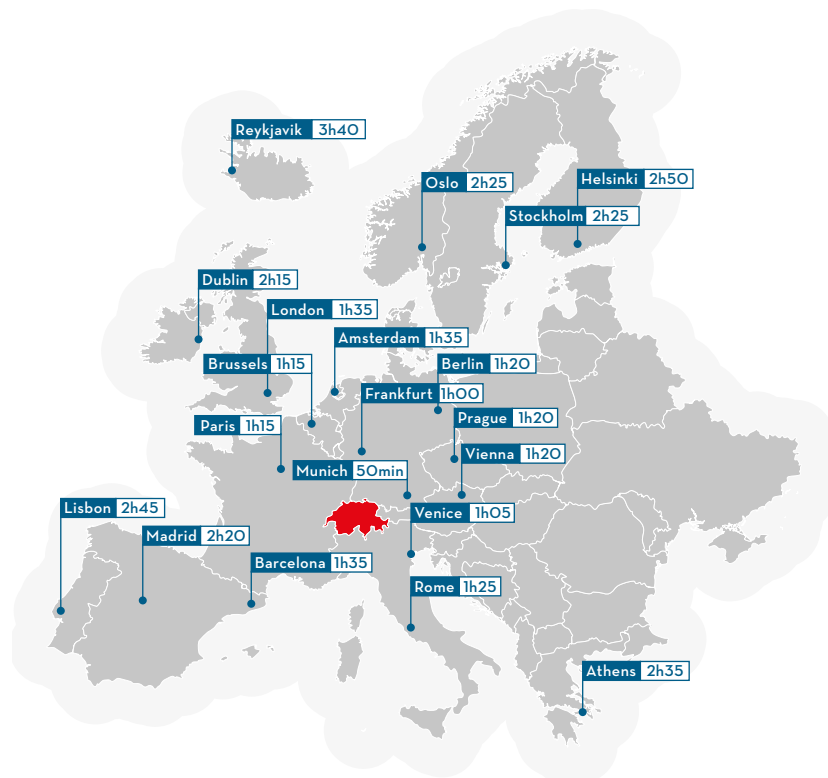 Reykjavik 3h40
Oslo 2h25
Helsinki 2h50
Stockholm 2h25
Dublin 2h15
London 1h35
Amsterdam 1h35
Brussels 1h15
Berlin 1h20
Frankfurt 1h00
Prague 1h20
Paris 1h15
Vienna 1h20
Munich 50min
Lisbon 2h45
Venice 1h05
Madrid 2h20
Barcelona 1h35
Rome 1h25
Athens 2h35